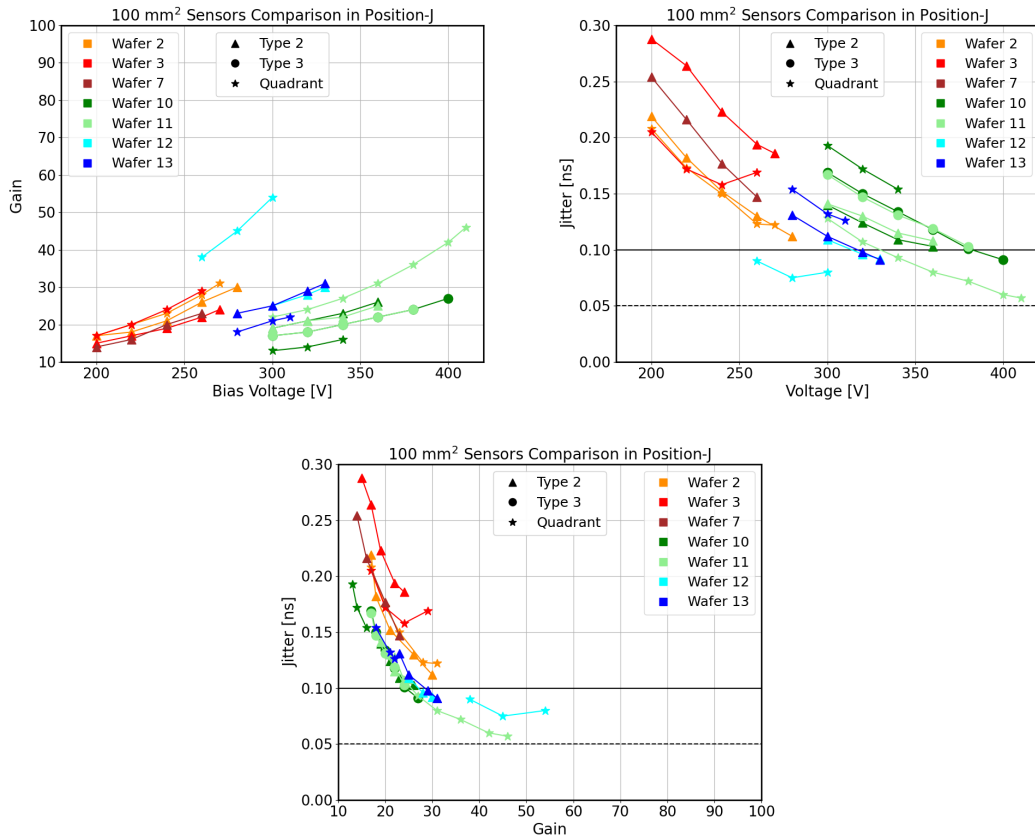 100 mm² Sensors Comparison in Position-J
Gain
100
90
80
70
60
50
40
30
20
10
Wafer 2
Wafer 3
Wafer 7
Wafer 10
Wafer 11
Wafer 12
Wafer 13
Type 2
Type 3
Quadrant
200
250
300
350
400
Bias Voltage [V]
100 mm² Sensors Comparison in Position-J
Jitter [ns]
0.30
0.25
0.20
0.15
0.10
0.05
0.00
Type 2
Type 3
Quadrant
Wafer 2
Wafer 3
Wafer 7
Wafer 10
Wafer 11
Wafer 12
Wafer 13
200
250
300
350
400
Voltage [V]
100 mm² Sensors Comparison in Position-J
Jitter [ns]
0.30
0.25
0.20
0.15
0.10
0.05
0.00
Type 2
Type 3
Quadrant
Wafer 2
Wafer 3
Wafer 7
Wafer 10
Wafer 11
Wafer 12
Wafer 13
10
20
30
40
50
60
70
80
90
100
Gain